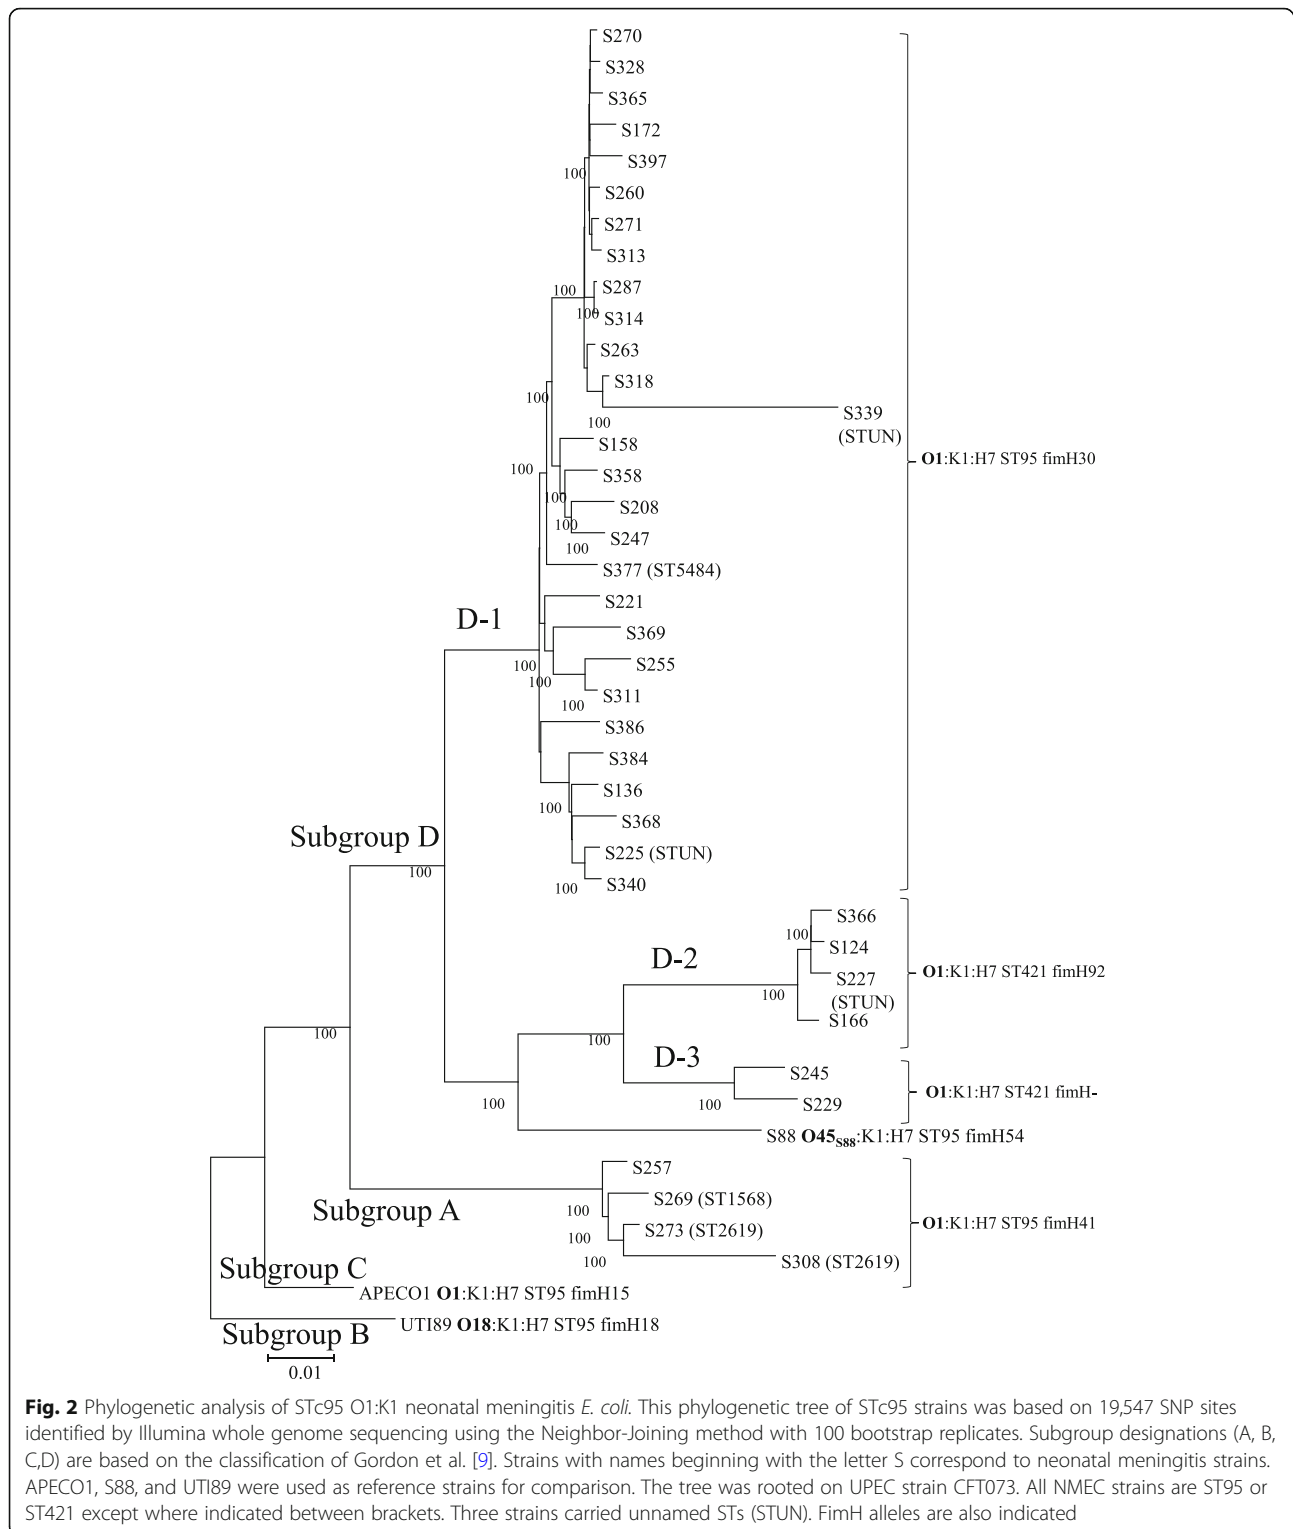 S270
S328
S365
S172
S397
100
S260
S271
S313
S287
100
100
S314
S263
S318
100
S339
100
(STUN)
S158
O1:K1:H7 ST95 fimH30
100
S358
100
S208
100
S247
100
S377 (ST5484)
S221
D-1
S369
100
S255
100
S311
100
S386
S384
S136
100
S368
Subgroup D
S225 (STUN)
100
S340
100
S366
100
S124
D-2
O1:K1:H7 ST421 fimH92
S227
100
(STUN)
S166
100
100
D-3
S245
O1:K1:H7 ST421 fimH-
100
S229
100
S88 O45S88:K1:H7 ST95 fimH54
S257
S269 (ST1568)
Subgroup A
100
O1:K1:H7 ST95 fimH41
S273 (ST2619)
100
100
S308 (ST2619)
Subgroup C
APECO1 O1:K1:H7 ST95 fimH15
UTI89 O18:K1:H7 ST95 fimH18
Subgroup B
0.01
Fig. 2 Phylogenetic analysis of STc95 O1:K1 neonatal meningitis E. coli. This phylogenetic tree of STc95 strains was based on 19,547 SNP sites
identified by Illumina whole genome sequencing using the Neighbor-Joining method with 100 bootstrap replicates. Subgroup designations (A, B,
C,D) are based on the classification of Gordon et al. [9]. Strains with names beginning with the letter S correspond to neonatal meningitis strains.
APECO1, S88, and UTI89 were used as reference strains for comparison. The tree was rooted on UPEC strain CFT073. All NMEC strains are ST95 or
ST421 except where indicated between brackets. Three strains carried unnamed STs (STUN). FimH alleles are also indicated